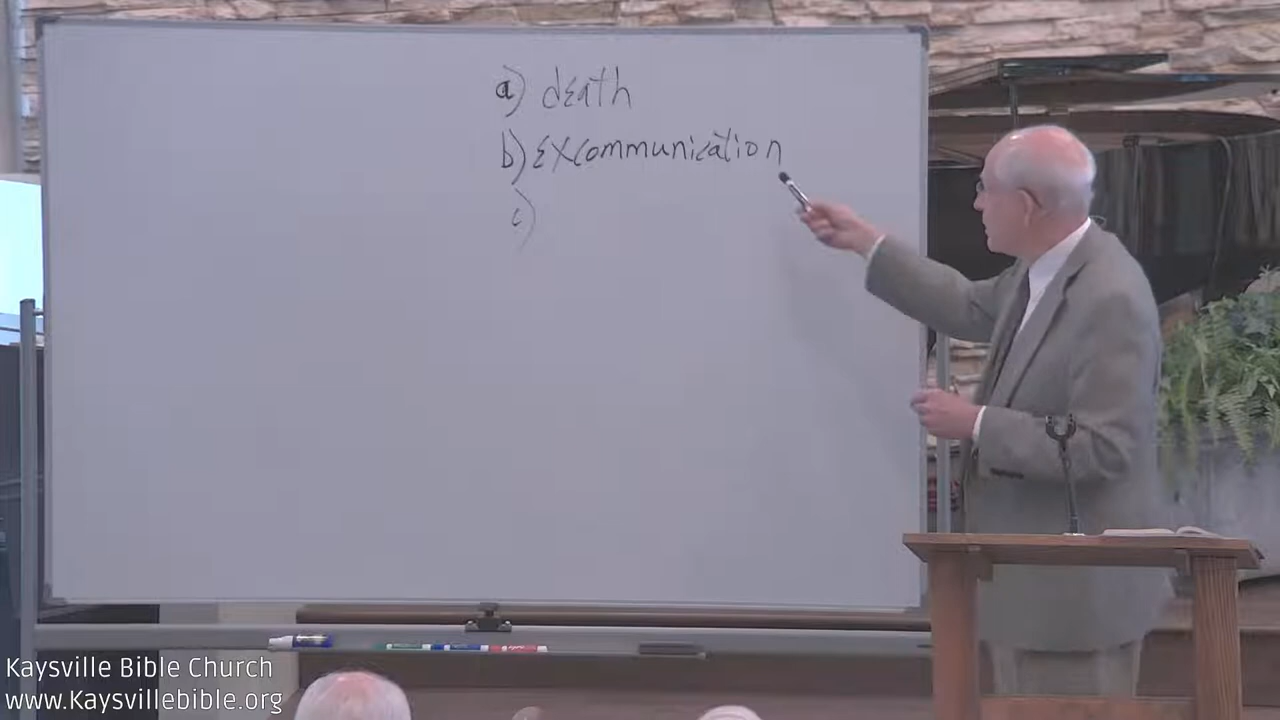 a) death
b) Excommunication
c)
Kaysville Bible Church
www.Kaysvillebible.org